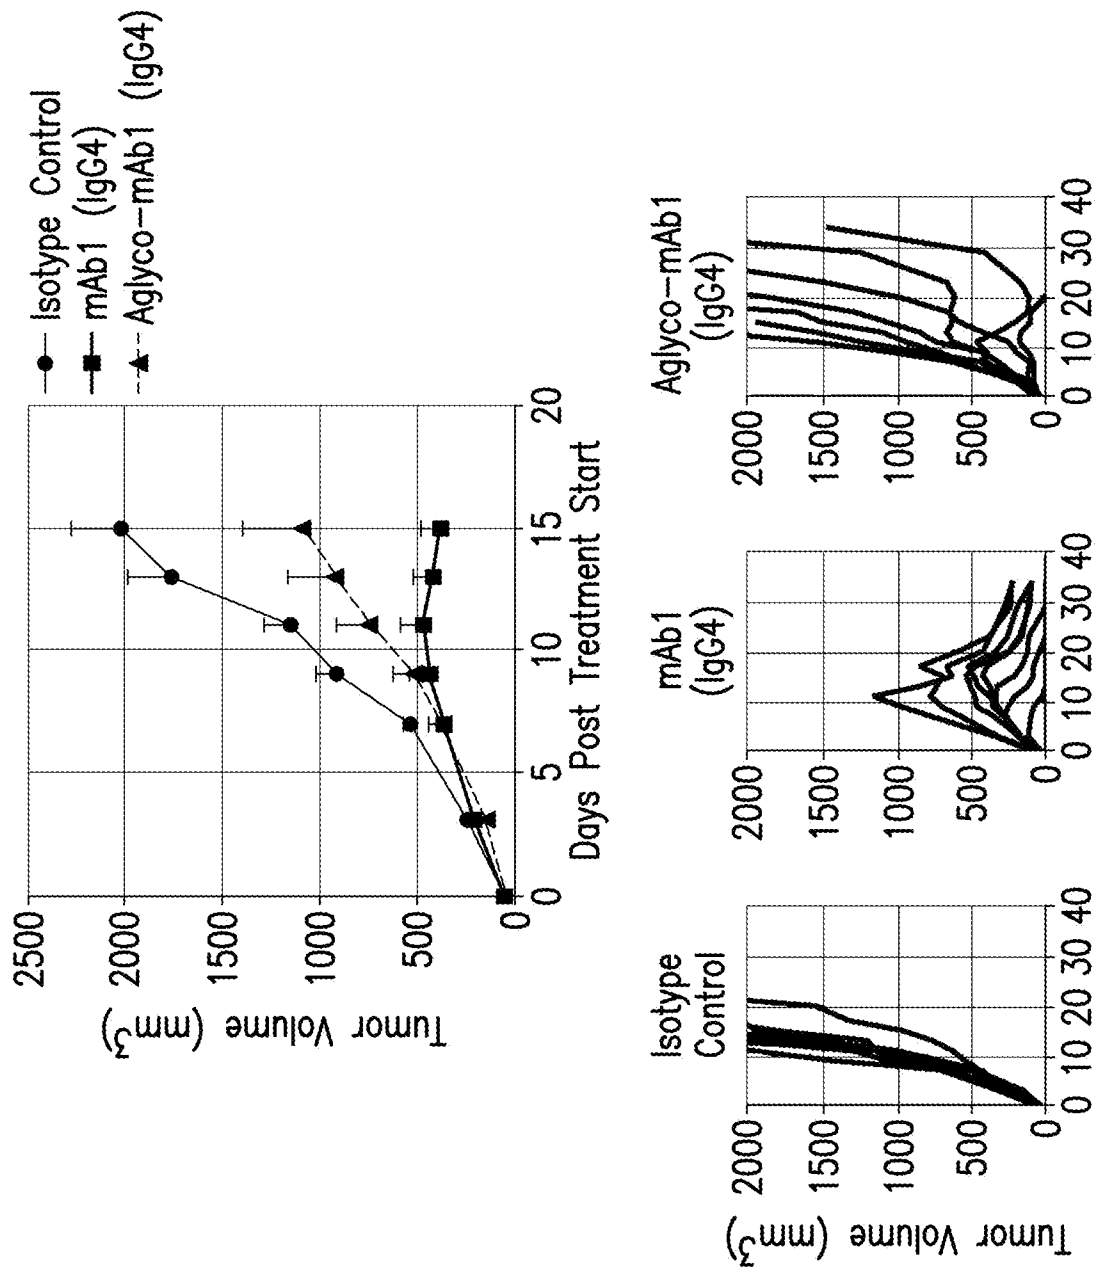 Isotype Control
mAb1 (IgG4)
Aglyco-mAb1 (IgG4)
2500
2000
1500
1000
500
0
Tumor Volume (mm3)
0 5 10 15 20
Days Post Treatment Start
Isotype
Control
2000
1500
1000
500
0
Tumor Volume (mm3)
0 10 20 30 40
mAb1
(IgG4)
2000
1500
1000
500
0
0 10 20 30 40
Aglyco-mAb1
(IgG4)
2000
1500
1000
500
0
0 10 20 30 40